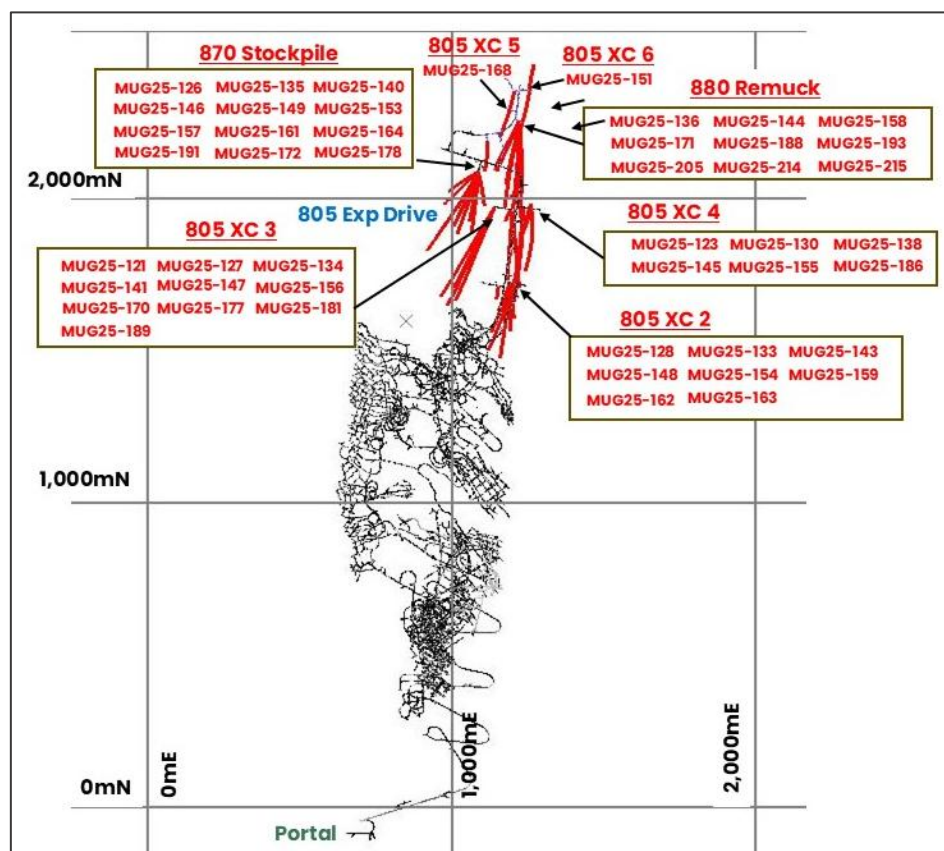 870 Stockpile
MUG25-126 MUG25-135 MUG25-140
MUG25-146 MUG25-149 MUG25-153
MUG25-157 MUG25-161 MUG25-164
MUG25-191 MUG25-172 MUG25-178
805 XC 5
MUG25-168
805 XC 6
MUG25-151
880 Remuck
MUG25-136 MUG25-144 MUG25-158
MUG25-171 MUG25-188 MUG25-193
MUG25-205 MUG25-214 MUG25-215
2,000mN
805 Exp Drive
805 XC 3
MUG25-121 MUG25-127 MUG25-134
MUG25-141 MUG25-147 MUG25-156
MUG25-170 MUG25-177 MUG25-181
MUG25-189
805 XC 4
MUG25-123 MUG25-130 MUG25-138
MUG25-145 MUG25-155 MUG25-186
805 XC 2
MUG25-128 MUG25-133 MUG25-143
MUG25-148 MUG25-154 MUG25-159
MUG25-162 MUG25-163
1,000mN
0mN
0mE
1,000mE
2,000mE
Portal